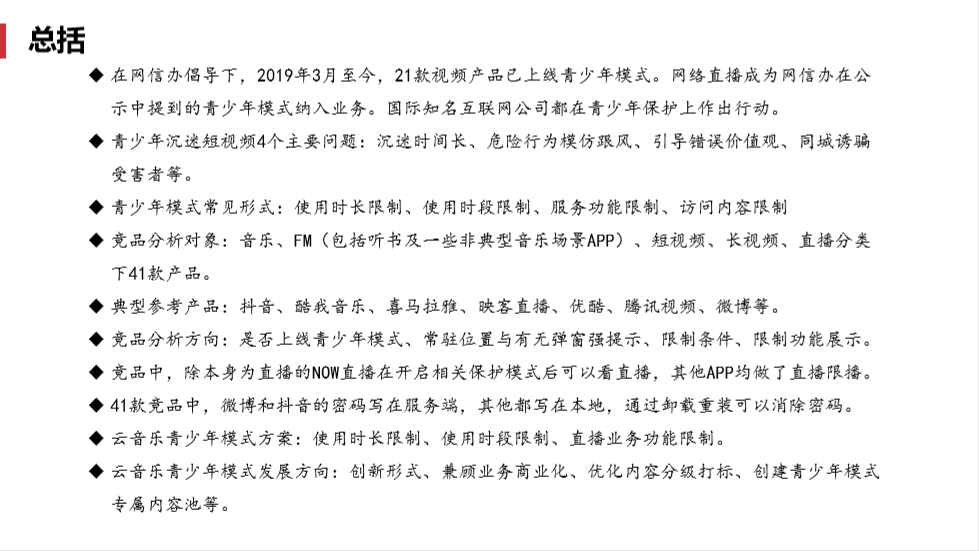 总括
◆ 在网信办倡导下，2019年3月至今，21款视频产品已上线青少年模式。网络直播成为网信办在公
示中提到的青少年模式纳入业务。国际知名互联网公司都在青少年保护上作出行动。
◆ 青少年沉迷短视频4个主要问题：沉迷时间长、危险行为模仿跟风、引导错误价值观、同城诱骗
受害者等。
◆ 青少年模式常见形式：使用时长限制、使用时段限制、服务功能限制、访问内容限制
◆ 竞品分析对象：音乐、FM（包括听书及一些非典型音乐场景APP）、短视频、长视频、直播分类
下41款产品。
◆ 典型参考产品：抖音、酷我音乐、喜马拉雅、映客直播、优酷、腾讯视频、微博等。
◆ 竞品分析方向：是否上线青少年模式、常驻位置与有无弹窗强提示、限制条件、限制功能展示。
◆ 竞品中，除本身为直播的NOW直播在开启相关保护模式后可以看直播，其他APP均做了直播限播。
◆ 41款竞品中，微博和抖音的密码写在服务端，其他都写在本地，通过卸载重装可以消除密码。
◆ 云音乐青少年模式方案：使用时长限制、使用时段限制、直播业务功能限制。
◆ 云音乐青少年模式发展方向：创新形式、兼顾业务商业化、优化内容分级打标、创建青少年模式
专属内容池等。